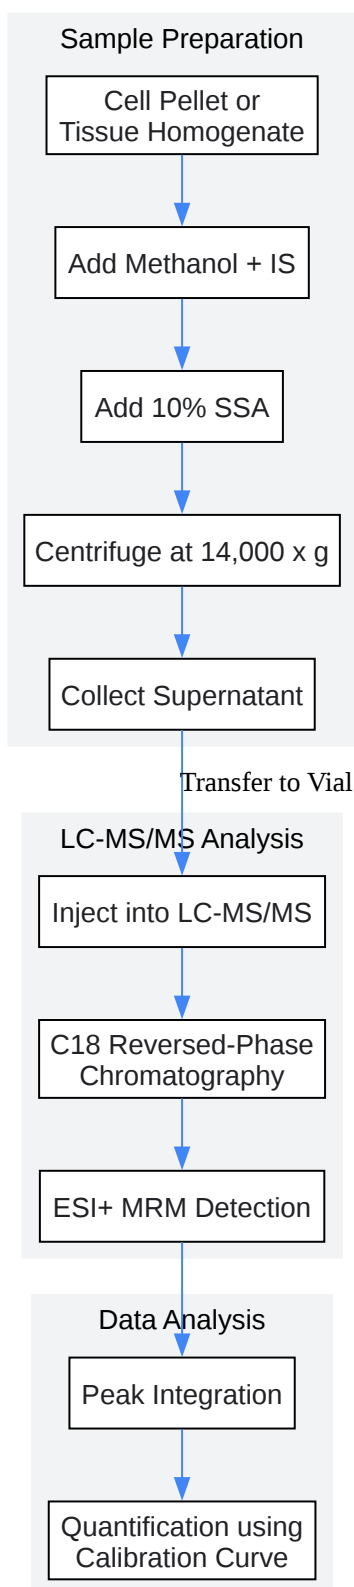 Sample Preparation
Cell Pellet or
Tissue Homogenate
Add Methanol + IS
Add 10% SSA
Centrifuge at 14,000 x g
Collect Supernatant
Transfer to Vial
LC-MS/MS Analysis
Inject into LC-MS/MS
C18 Reversed-Phase
Chromatography
ESI+ MRM Detection
Data Analysis
Peak Integration
Quantification using
Calibration Curve